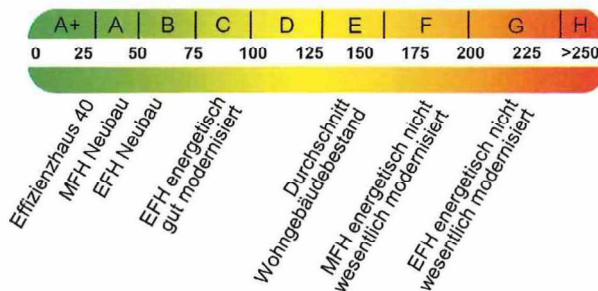 A+ A B C D E F G H
0 25 50 75 100 125 150 175 200 225 >250
Effizienzhaus 40
MFH Neubau
EFH Neubau
EFH energetisch
gut modernisiert
Durchschnitt
Wohngebäudebestand
MFH energetisch nicht
wesentlich modernisiert
EFH energetisch nicht
wesentlich modernisiert